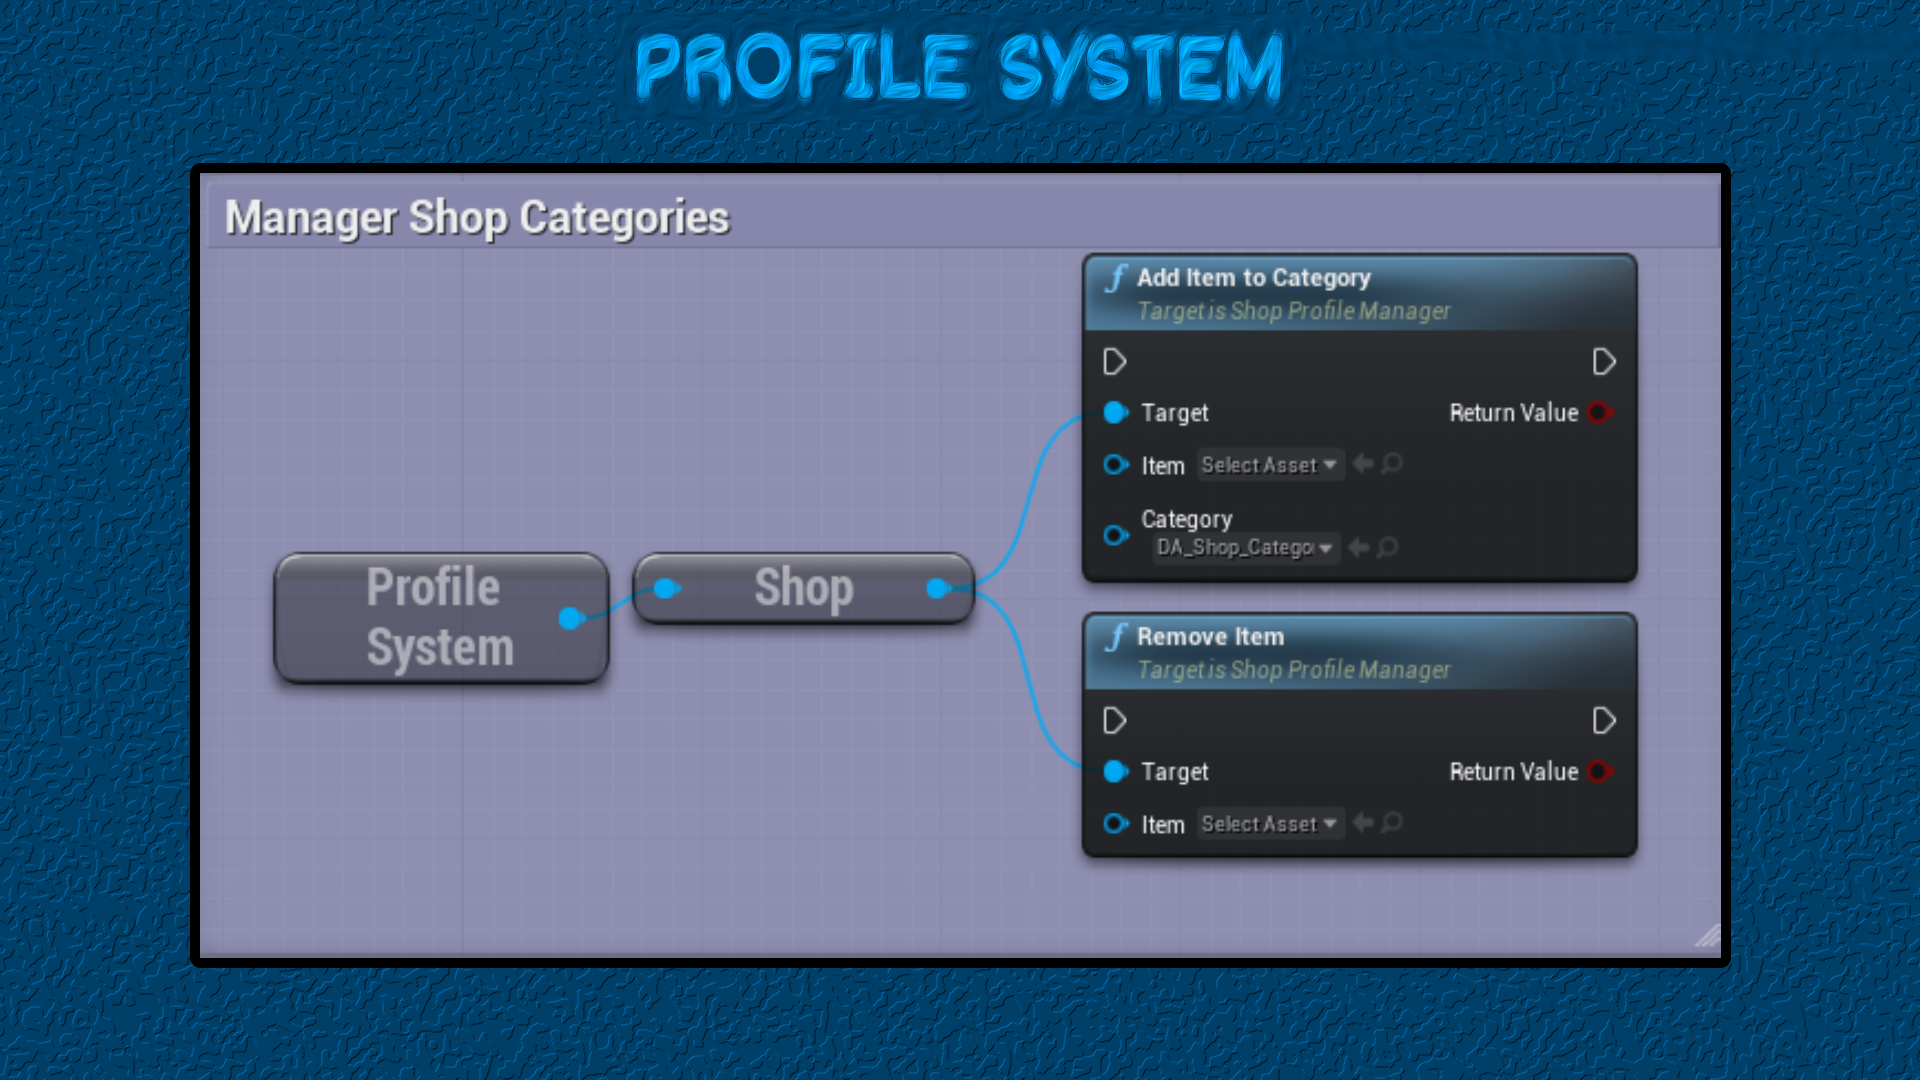 PROFILE SYSTEM
Manager Shop Categories
Profile
System
Shop
f Add Item to Category
Target is Shop Profile Manager
Target
Return Value
Item Select Asset
Category
DA_Shop_Catego
f Remove Item
Target is Shop Profile Manager
Target
Return Value
Item Select Asset